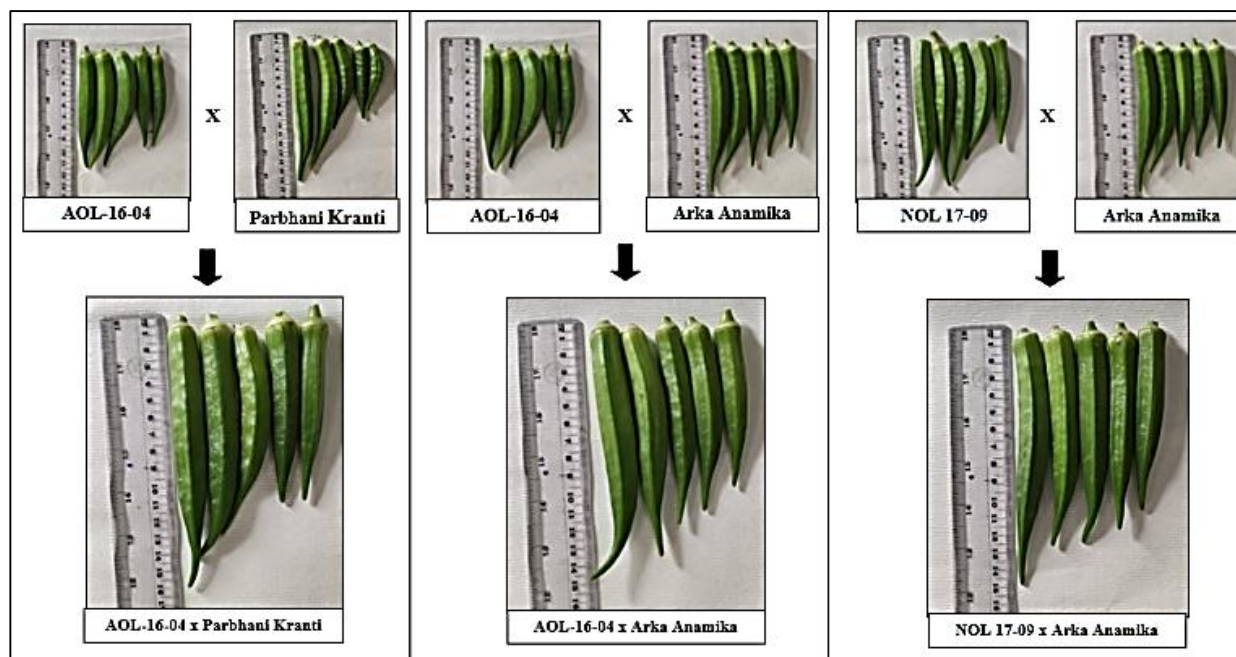 x
AOL-16-04
Parbhani Kranti
AOL-16-04 x Parbhani Kranti
x
AOL-16-04
Arka Anamika
AOL-16-04 x Arka Anamika
x
NOL 17-09
Arka Anamika
NOL 17-09 x Arka Anamika